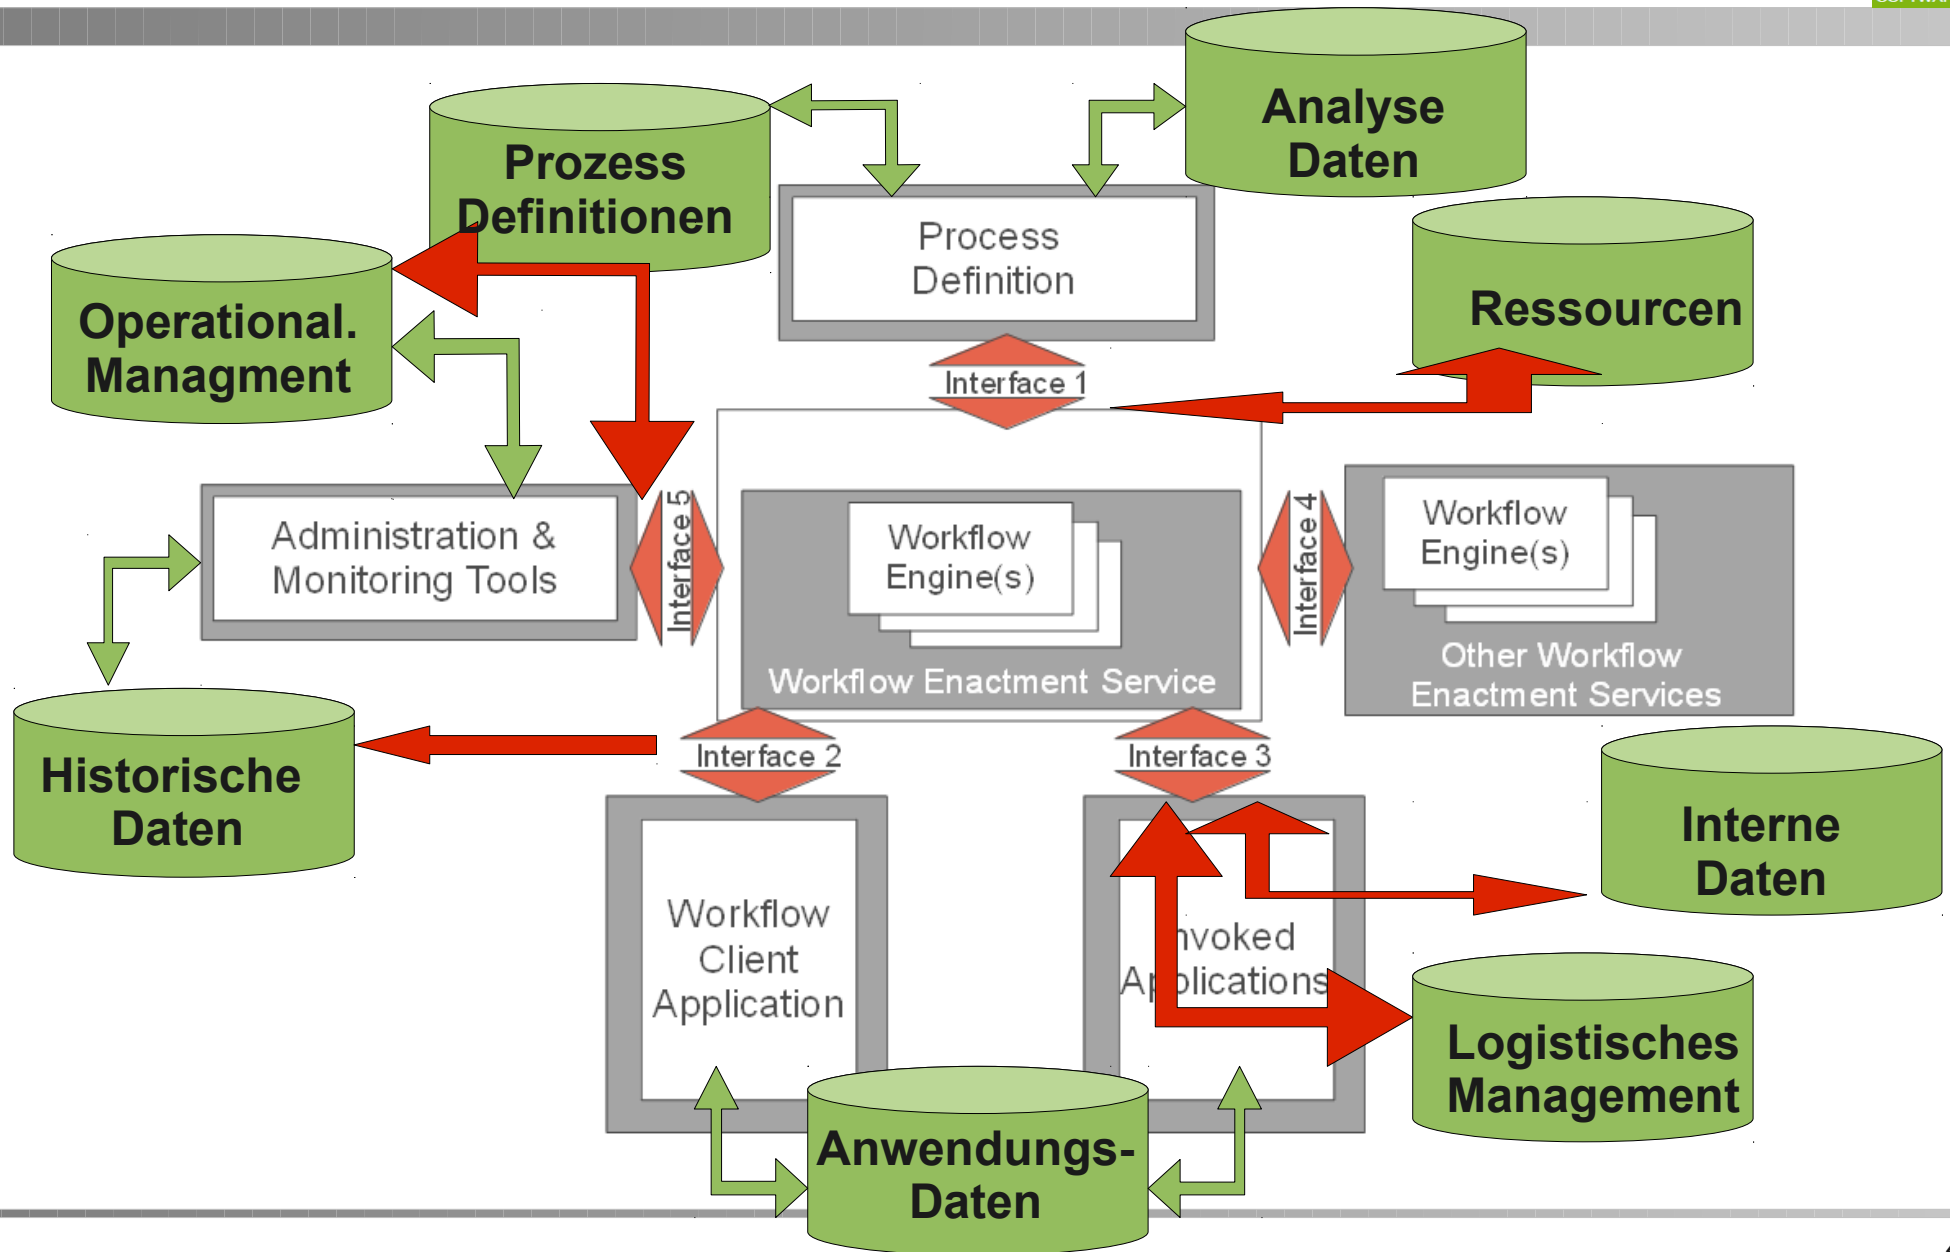 Analyse
Daten
Prozess
Definitionen
Process
Definition
Operational.
Managment
Ressourcen
Interface 1
Administration &
Monitoring Tools
Interface 5
Workflow
Engine(s)
Workflow Enactment Service
Interface 4
Workflow
Engine(s)
Other Workflow
Enactment Services
Historische
Daten
Interface 2
Interface 3
Interne
Daten
Workflow
Client
Application
nvoked
Applications
Logistisches
Management
Anwendungs-
Daten